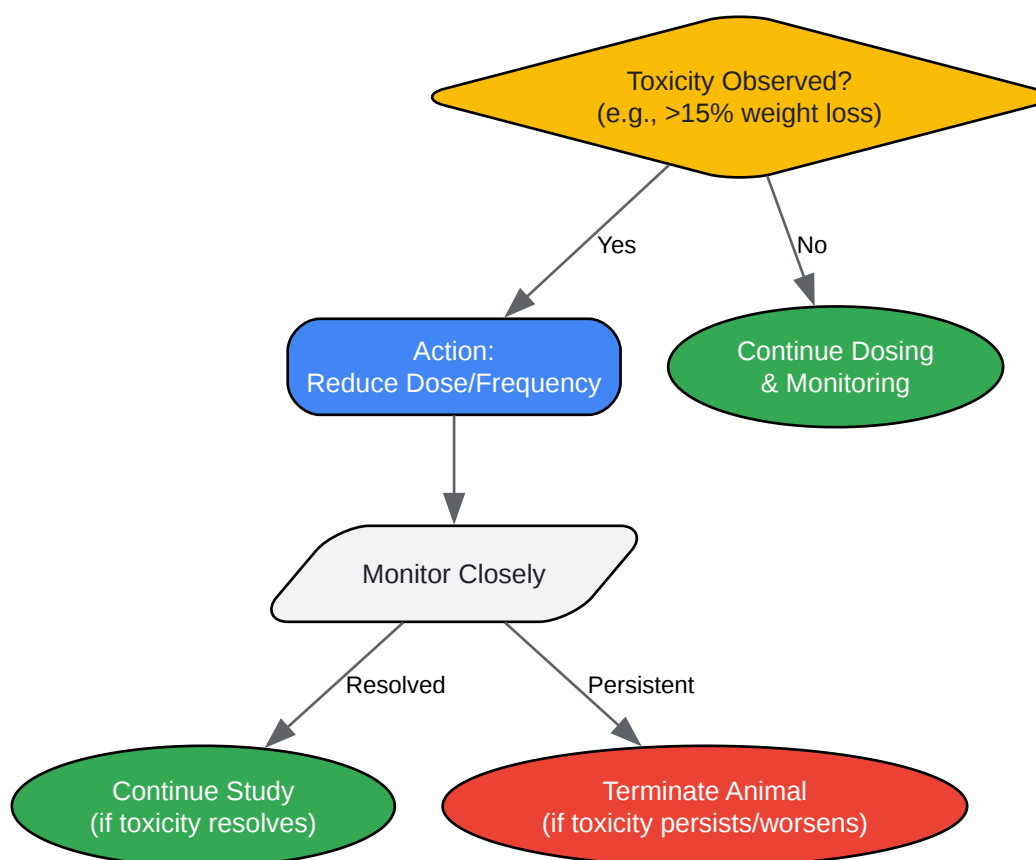 Toxicity Observed?
(e.g., >15% weight loss)
Yes
No
Action:
Reduce Dose/Frequency
Continue Dosing
& Monitoring
Monitor Closely
Resolved
Persistent
Continue Study
(if toxicity resolves)
Terminate Animal
(if toxicity persists/worsens)